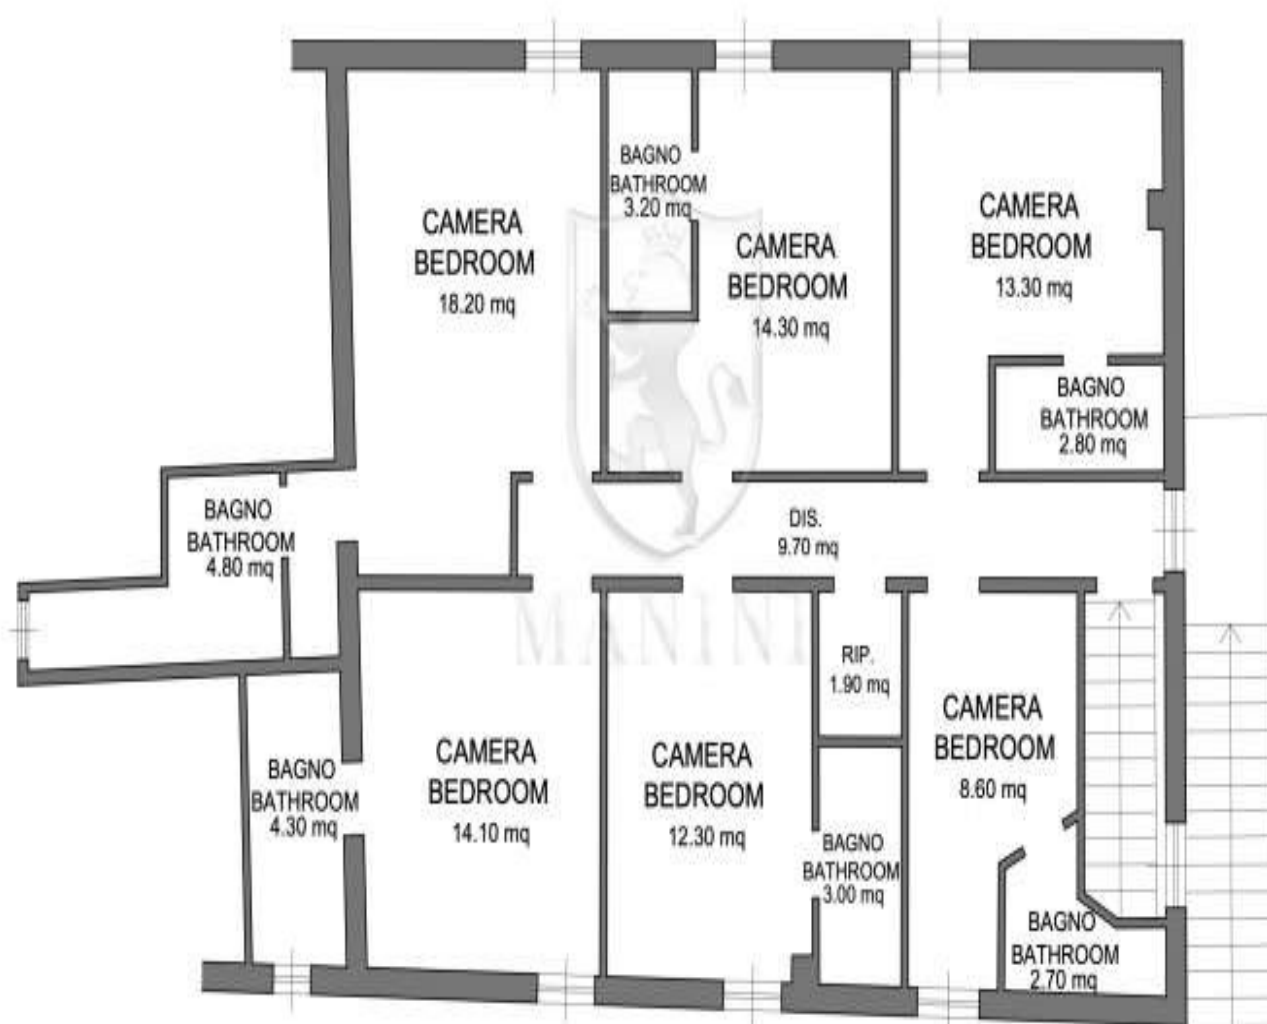 BAGNO
BATHROOM
3.20 mq
CAMERA
BEDROOM
18.20 mq
CAMERA
BEDROOM
14.30 mq
CAMERA
BEDROOM
13.30 mq
BAGNO
BATHROOM
2.80 mq
BAGNO
BATHROOM
4.80 mq
DIS.
9.70 mq
MANINI
RIP.
1.90 mq
CAMERA
BEDROOM
8.60 mq
BAGNO
BATHROOM
4.30 mq
CAMERA
BEDROOM
14.10 mq
CAMERA
BEDROOM
12.30 mq
BAGNO
BATHROOM
3.00 mq
BAGNO
BATHROOM
2.70 mq